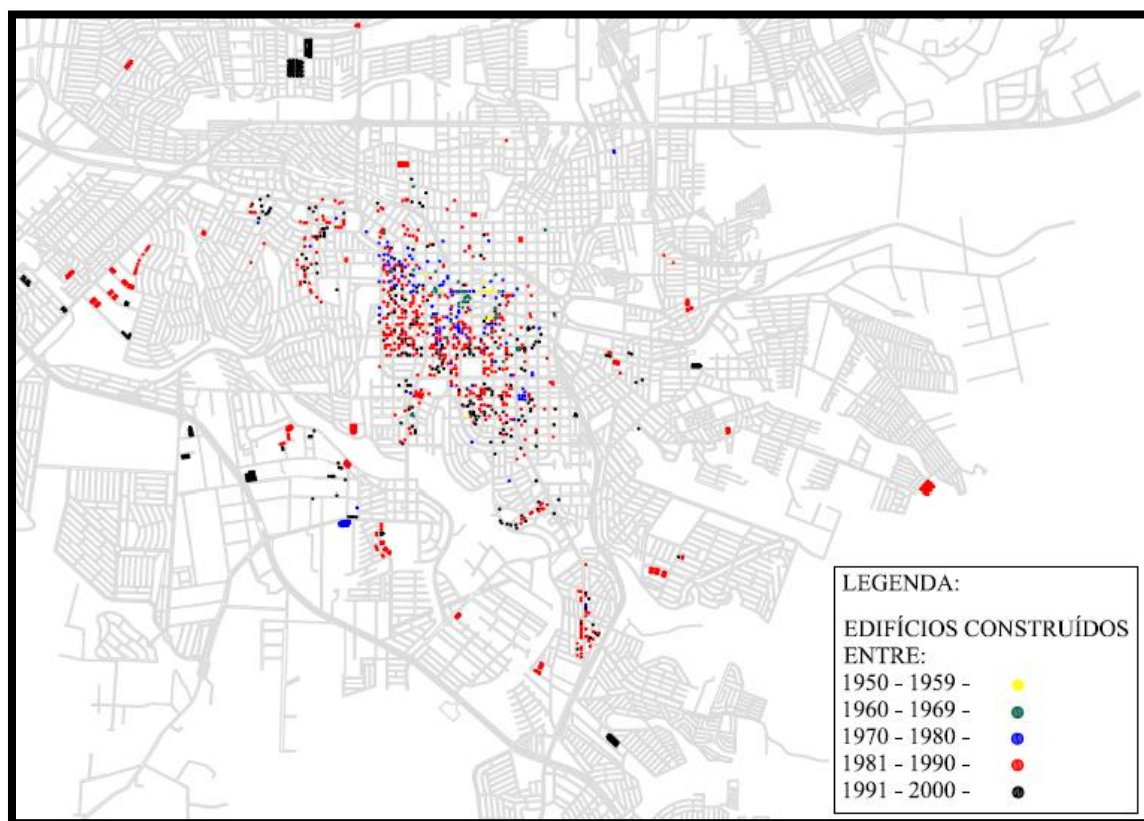 LEGENDA:
EDIFÍCIOS CONSTRUÍDOS
ENTRE:
1950 - 1959 -
1960 - 1969 -
1970 - 1980 -
1981 - 1990 -
1991 - 2000 -